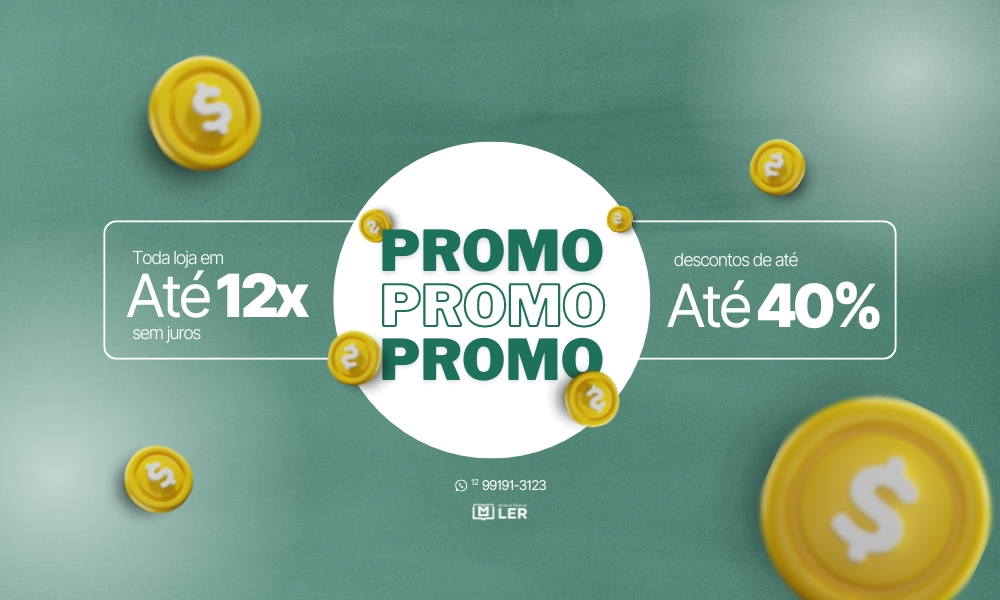 Toda loja em
Até 12x
sem juros
PROMO
PROMO
PROMO
descontos de até
Até 40%
12 99191-3123
MINISTÉRIO
LER